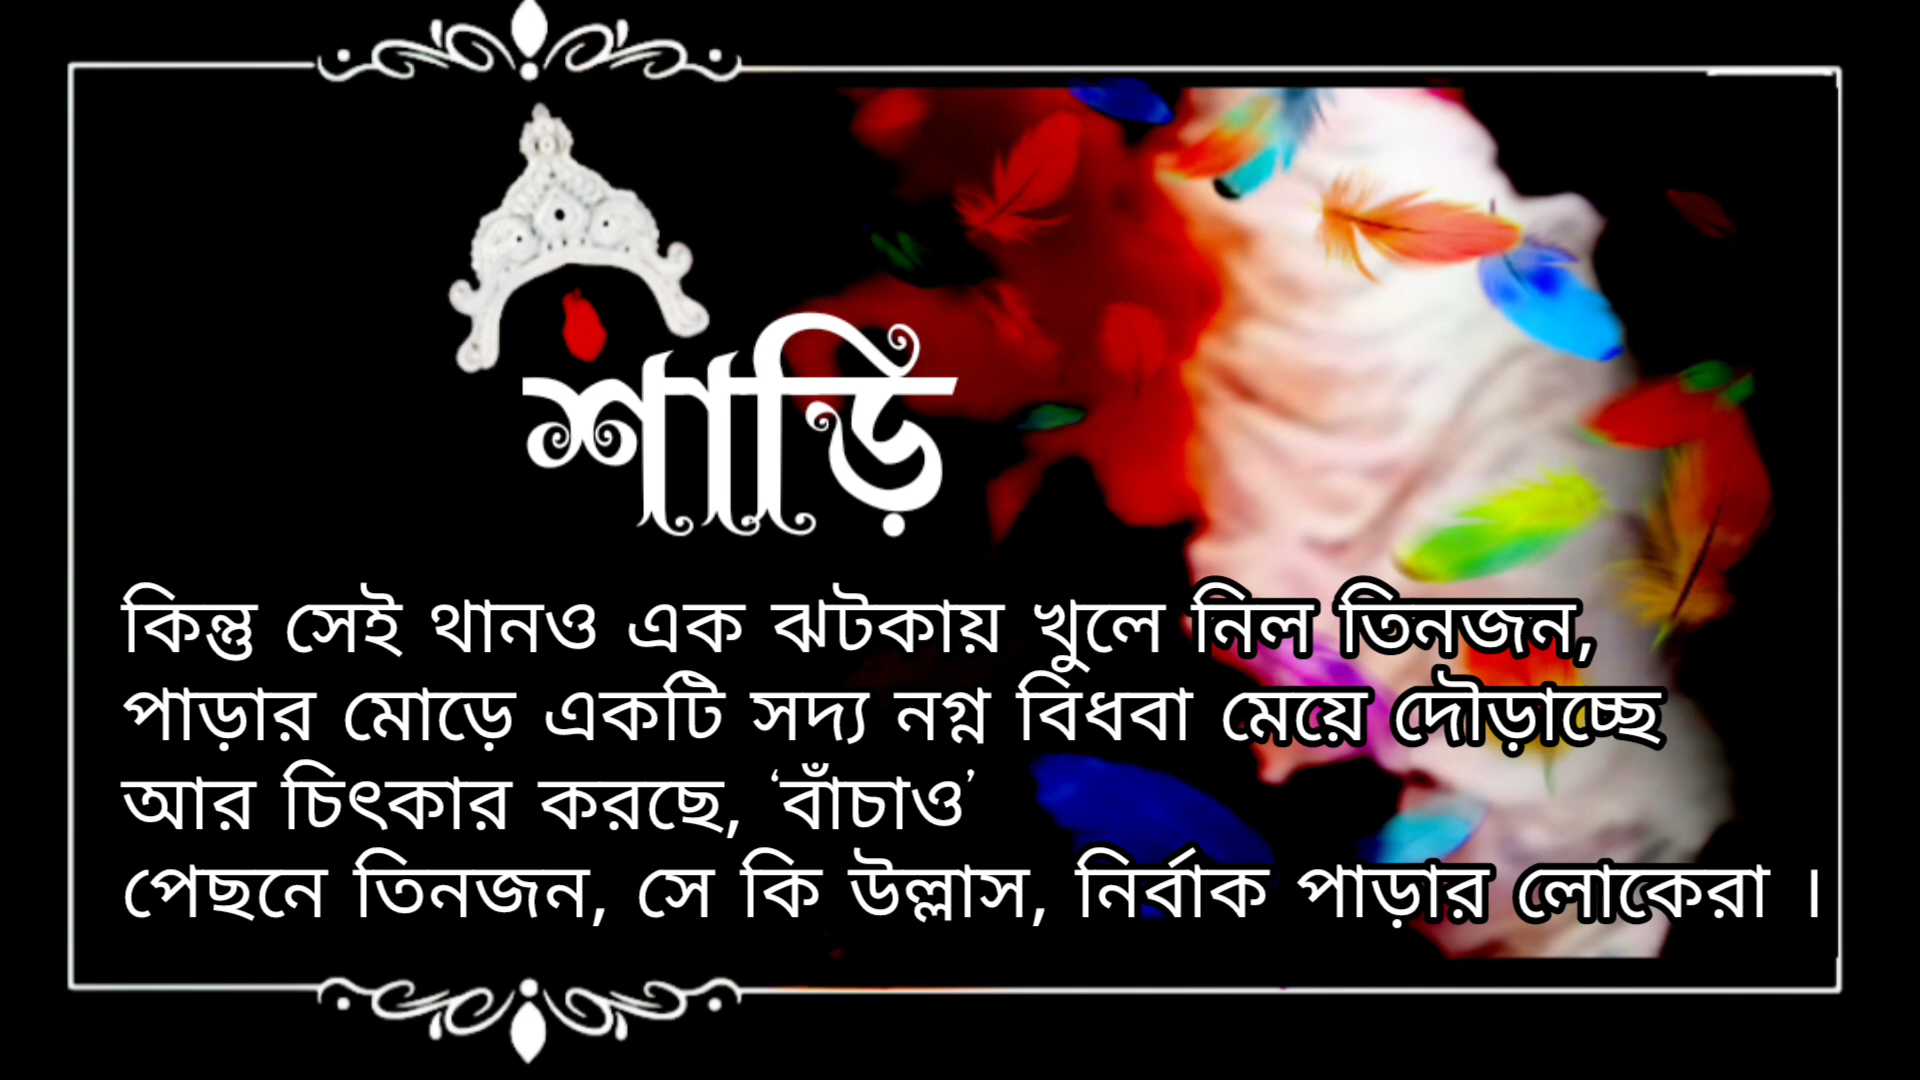 শাড়ি
কিন্তু সেই থানও এক ঝটকায় খুলে নিল তিনজন,
পাড়ার মোড়ে একটি সদ্য নগ্ন বিধবা মেয়ে দৌড়াচ্ছে
আর চিৎকার করছে, ‘বাঁচাও’
পেছনে তিনজন, সে কি উল্লাস, নির্বাক পাড়ার লোকেরা ।